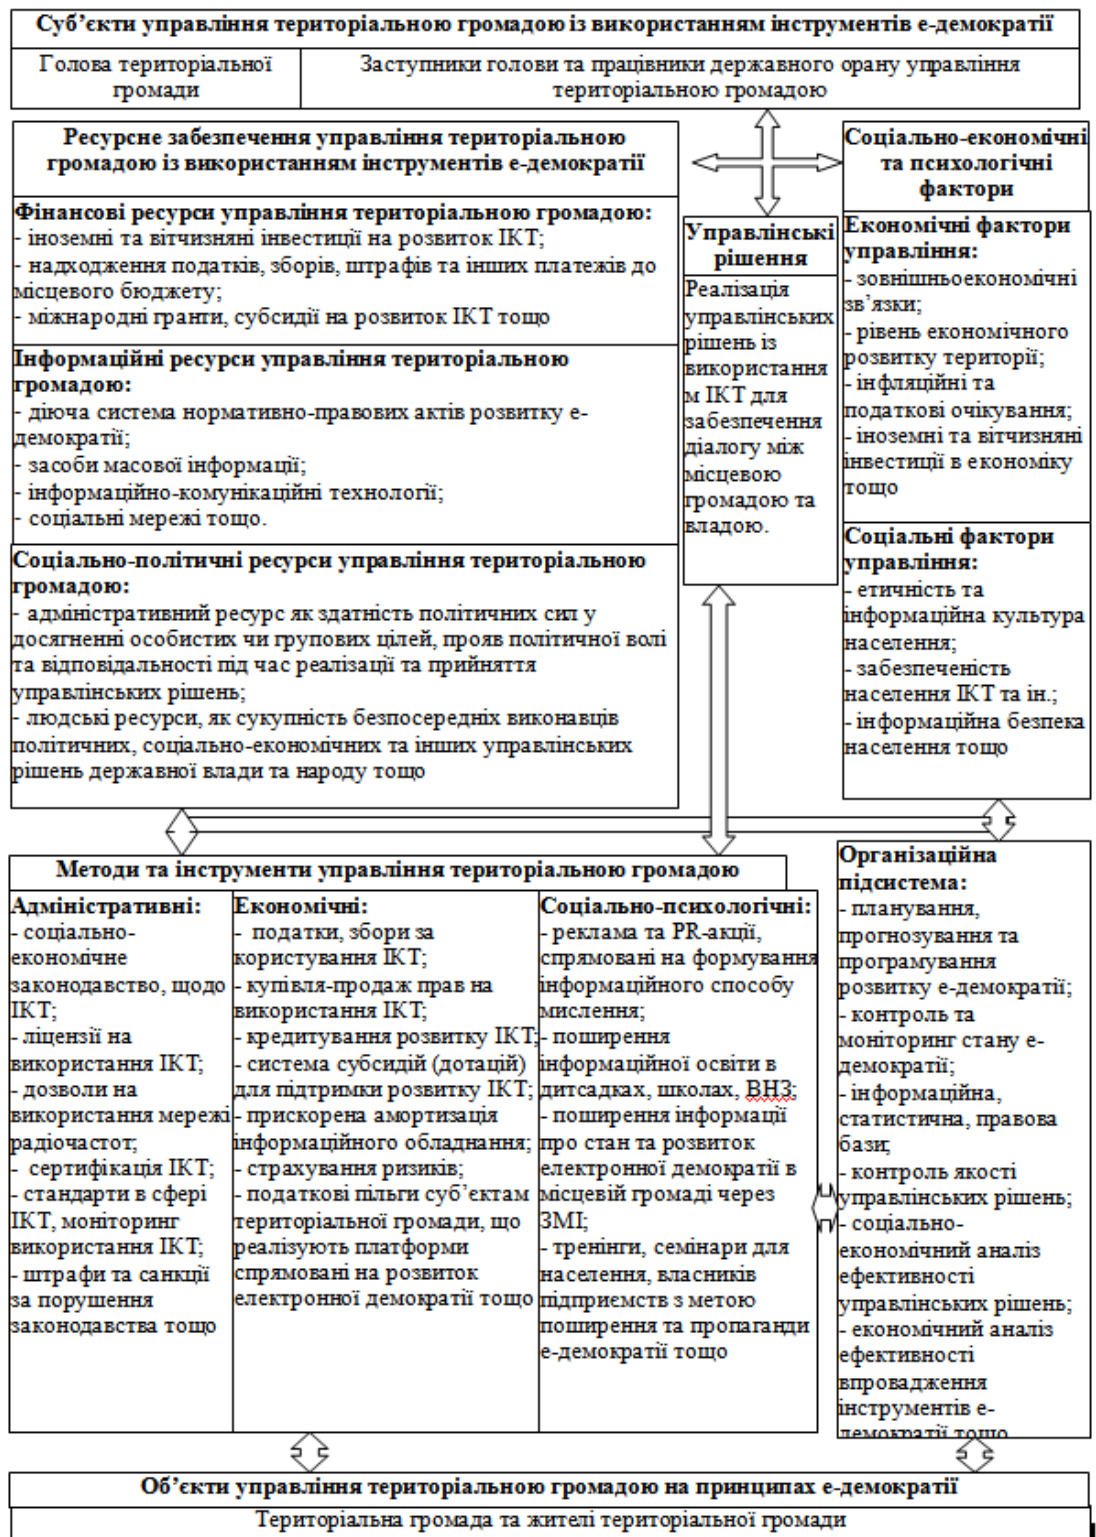 Суб’єкти управління територіальною громадою із використанням інструментів е-демократії
Голова територіальної
громади
Заступники голови та працівники державного орану управління
територіальною громадою
Ресурсне забезпечення управління територіальною
громадою із використанням інструментів е-демократії
Фінансові ресурси управління територіальною громадою:
- іноземні та вітчизняні інвестиції на розвиток ІКТ;
- надходження податків, зборів, штрафів та інших платежів до
місцевого бюджету;
- міжнародні гранти, субсидії на розвиток ІКТ тощо
Інформаційні ресурси управління територіальною
громадою:
- діюча система нормативно-правових актів розвитку е-
демократії;
- засоби масової інформації;
- інформаційно-комунікаційні технології;
- соціальні мережі тощо.
Соціально-політичні ресурси управління територіальною
громадою:
- адміністративний ресурс як здатність політичних сил у
досягненні особистих чи групових цілей, прояв політичної волі
та відповідальності під час реалізації та прийняття
управлінських рішень;
- людські ресурси, як сукупність безпосередніх виконавців
політичних, соціально-економічних та інших управлінських
рішень державної влади та народу тощо
Управлінські
рішення
Реалізація
управлінських
рішень із
використання
м ІКТ для
забезпечення
діалогу між
місцевою
громадою та
владою.
Соціально-економічні
та психологічні
фактори
Економічні фактори
управління:
- зовнішньоекономічні
зв’язки;
- рівень економічного
розвитку території;
- інфляційні та
податкові очікування;
- іноземні та вітчизняні
інвестиції в економіку
тощо
Соціальні фактори
управління:
- етичність та
інформаційна культура
населення;
- забезпеченість
населення ІКТ та ін.;
- інформаційна безпека
населення тощо
Методи та інструменти управління територіальною громадою
Адміністративні:
- соціально-
економічне
законодавство, щодо
ІКТ;
- ліцензії на
використання ІКТ;
- дозволи на
використання мережі
радіочастот;
- сертифікація ІКТ;
- стандарти в сфері
ІКТ, моніторинг
використання ІКТ;
- штрафи та санкції
за порушення
законодавства тощо
Економічні:
- податки, збори за
користування ІКТ;
- купівля-продаж прав на
використання ІКТ;
- кредитування розвитку ІКТ;
- система субсидій (дотацій)
для підтримки розвитку ІКТ;
- прискорена амортизація
інформаційного обладнання;
- страхування ризиків;
- податкові пільги суб’єктам
територіальної громади, що
реалізують платформи
спрямовані на розвиток
електронної демократії тощо
Соціально-психологічні:
- реклама та PR-акції,
спрямовані на формування
інформаційного способу
мислення;
- поширення
інформаційної освіти в
дитсадках, школах, ВНЗ;
- поширення інформації
про стан та розвиток
електронної демократії в
місцевій громаді через
ЗМІ;
- тренінги, семінари для
населення, власників
підприємств з метою
поширення та пропаганди
е-демократії тощо
Організаційна
підсистема:
- планування,
прогнозування та
програмування
розвитку е-демократії;
- контроль та
моніторинг стану е-
демократії;
- інформаційна,
статистична, правова
бази;
- контроль якості
управлінських рішень;
- соціально-
економічний аналіз
ефективності
управлінських рішень;
- економічний аналіз
ефективності
впровадження
інструментів е-
демократії тощо
Об’єкти управління територіальною громадою на принципах е-демократії
Територіальна громада та жителі територіальної громади